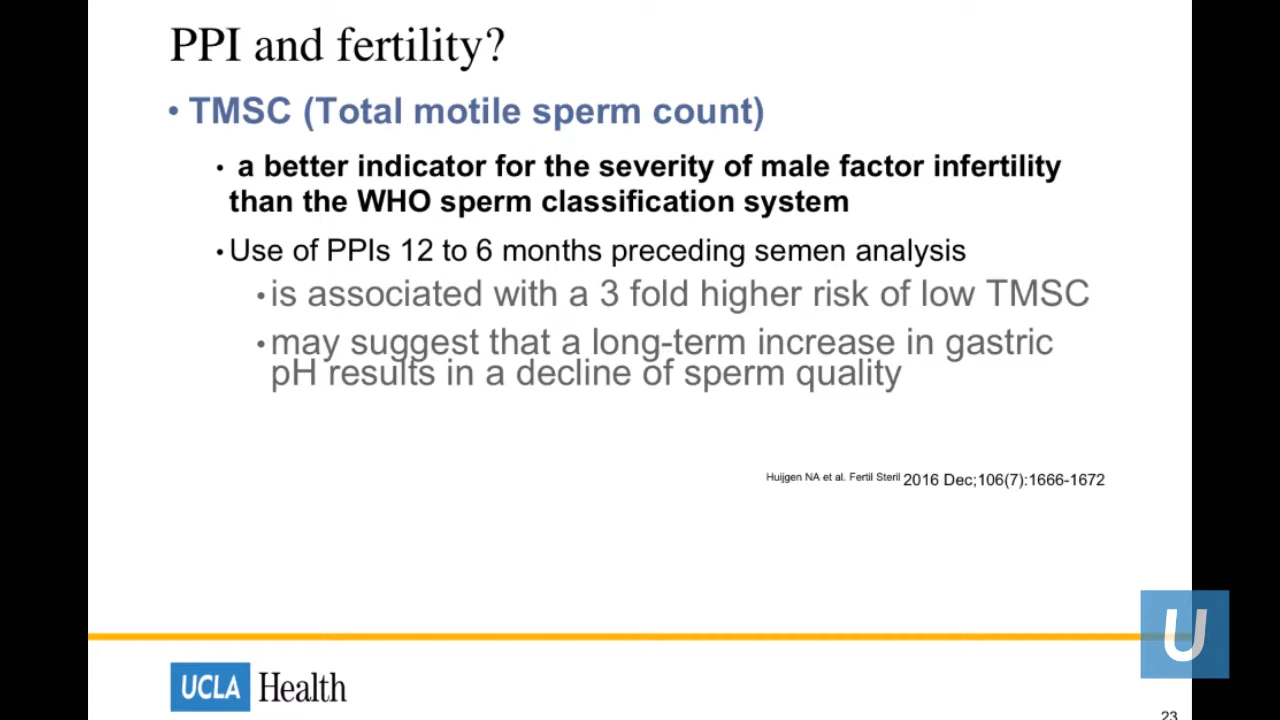 PPI and fertility?
• TMSC (Total motile sperm count)
• a better indicator for the severity of male factor infertility
than the WHO sperm classification system
• Use of PPIs 12 to 6 months preceding semen analysis
• is associated with a 3 fold higher risk of low TMSC
• may suggest that a long-term increase in gastric
pH results in a decline of sperm quality
Huijgen NA et al. Fertil Steril 2016 Dec;106(7):1666-1672
U
UCLA Health
23